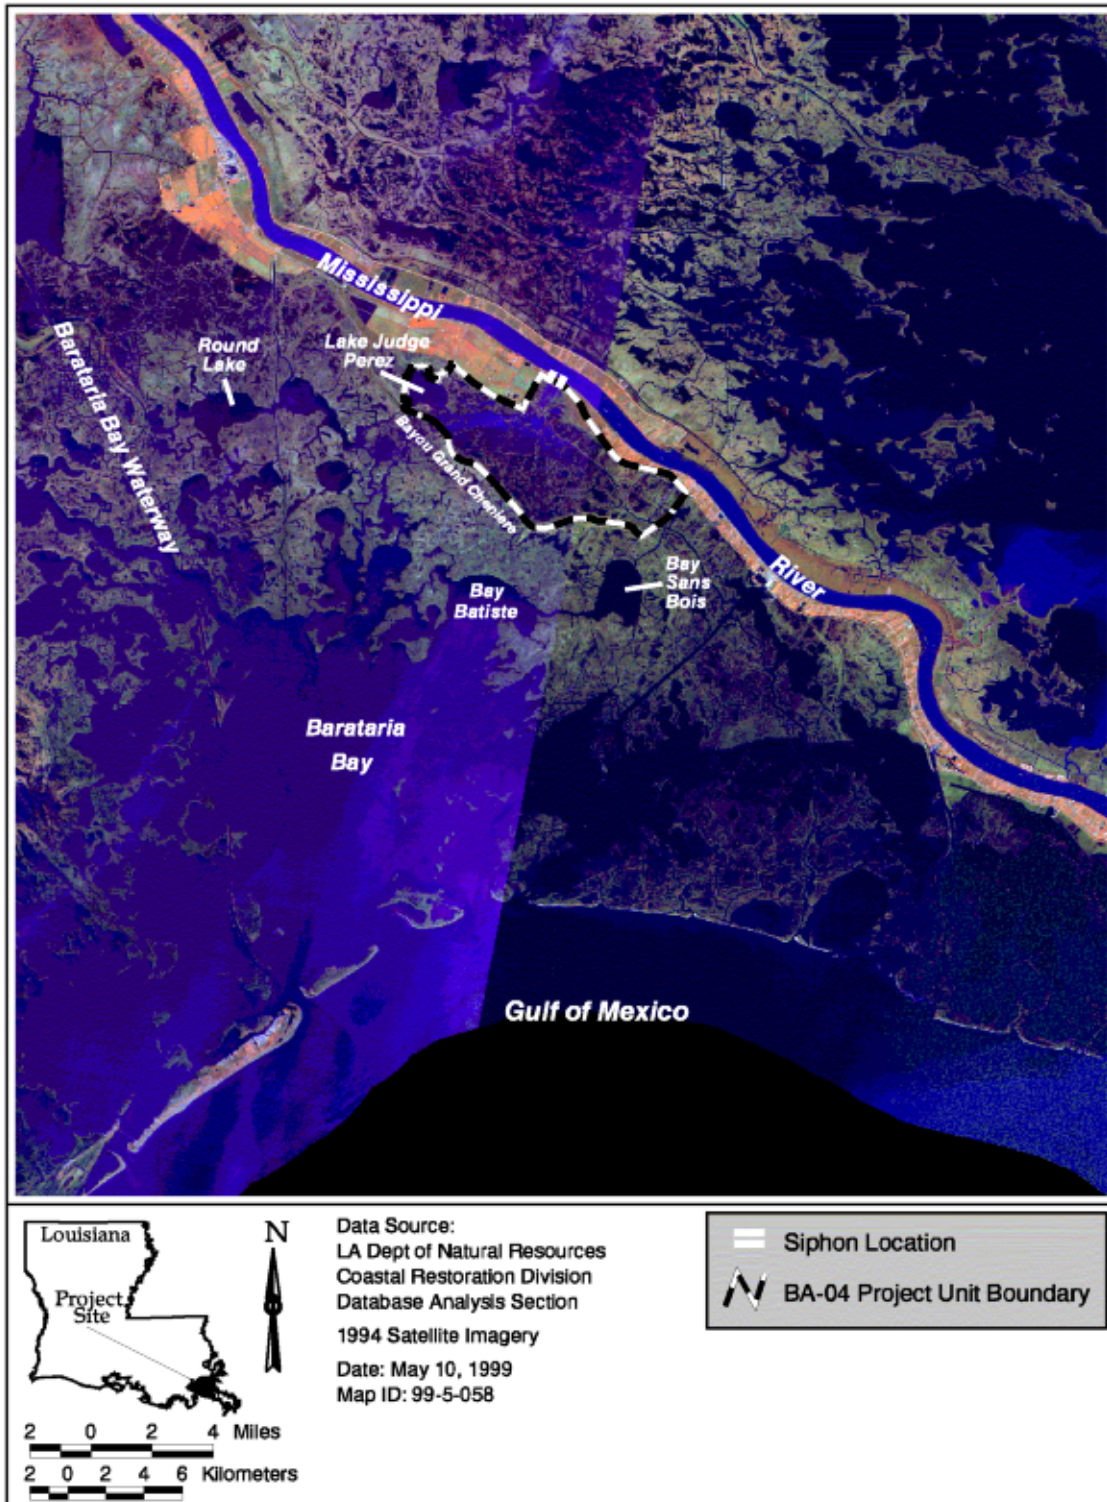 Mississippi
River
Round
Lake
Lake Judge
Perez
Barataria Bay Waterway
Bayou Grand Cheniere
Bay
Sans
Bois
Bay
Batiste
Barataria
Bay
Gulf of Mexico
Louisiana
Project
Site
N
Data Source:
LA Dept of Natural Resources
Coastal Restoration Division
Database Analysis Section
1994 Satellite Imagery
Date: May 10, 1999
Map ID: 99-5-058
2 0 2 4 Miles
2 0 2 4 6 Kilometers
Siphon Location
BA-04 Project Unit Boundary